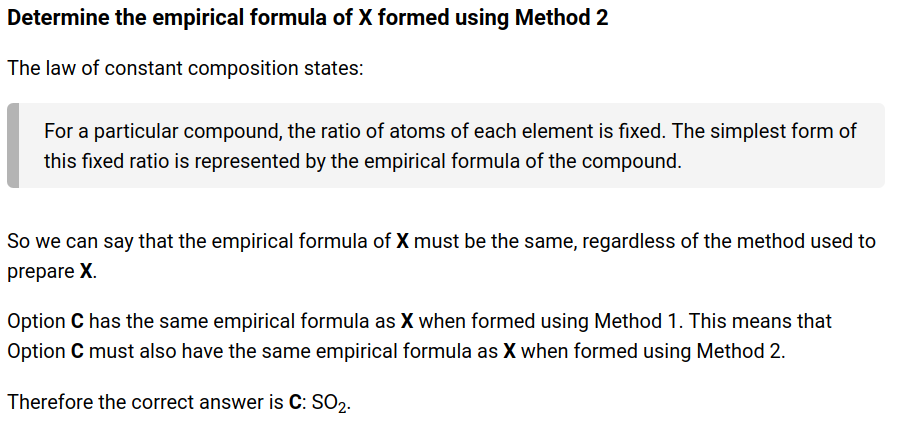 Determine the empirical formula of X formed using Method 2
The law of constant composition states:
For a particular compound, the ratio of atoms of each element is fixed. The simplest form of
this fixed ratio is represented by the empirical formula of the compound.
So we can say that the empirical formula of X must be the same, regardless of the method used to
prepare X.
Option C has the same empirical formula as X when formed using Method 1. This means that
Option C must also have the same empirical formula as X when formed using Method 2.
Therefore the correct answer is C: SO₂.